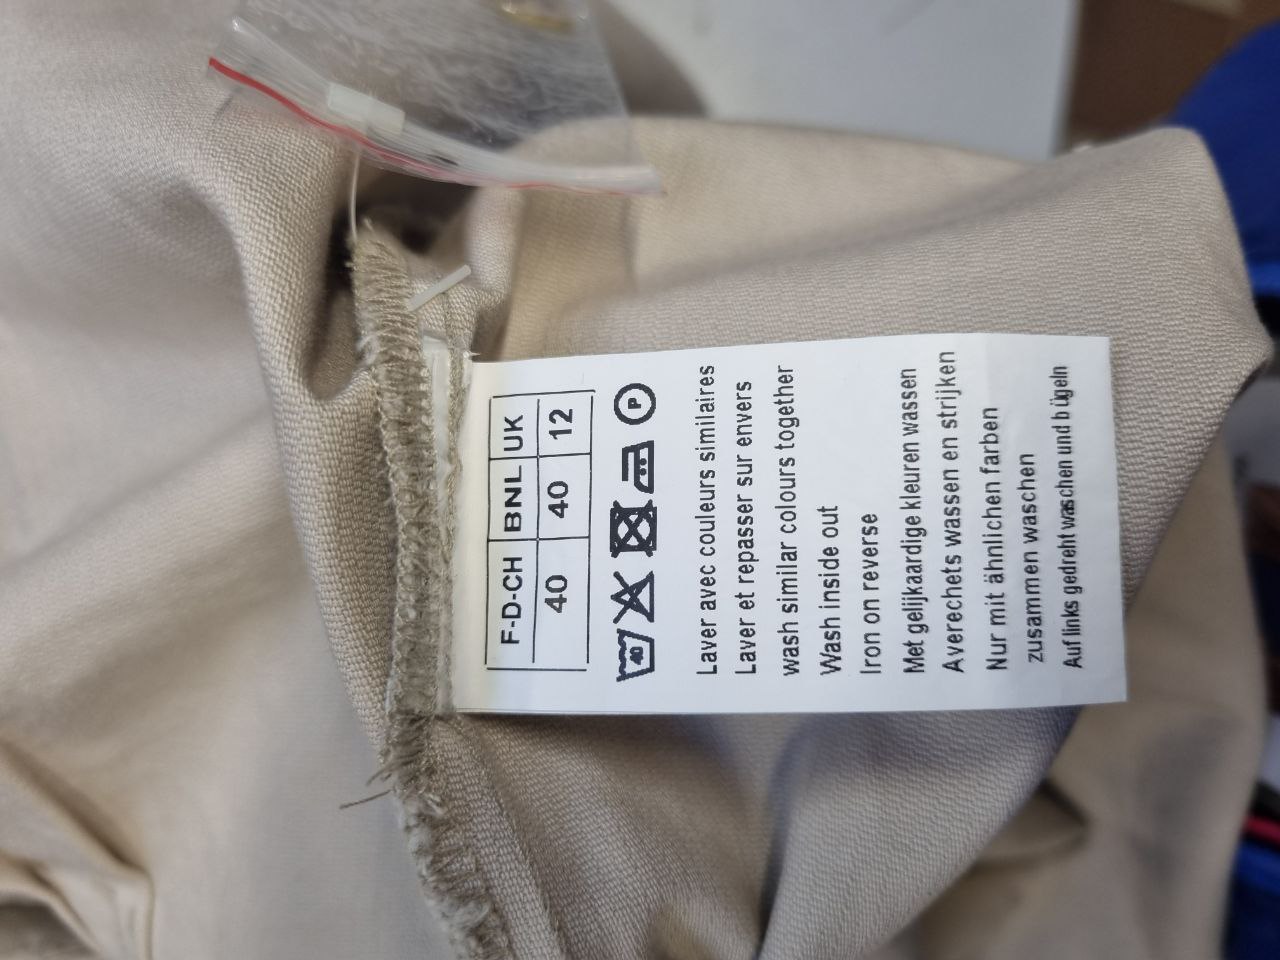 F-D-CH BNL UK
40 40 12
40 P
Laver avec couleurs similaires
Laver et repasser sur envers
wash similar colours together
Wash inside out
Iron on reverse
Met gelijkaardige kleuren wassen
Averechets wassen en strijken
Nur mit ähnlichen farben
zusammen waschen
Auf links gedreht waschen und bügeln